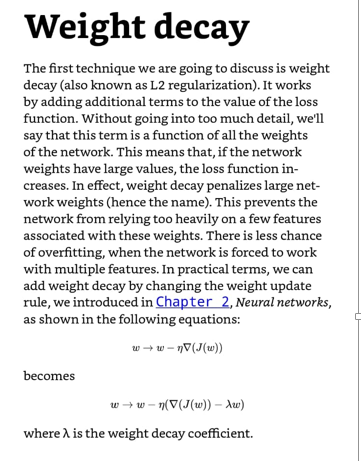 Weight decay
The first technique we are going to discuss is weight
decay (also known as L2 regularization). It works
by adding additional terms to the value of the loss
function. Without going into too much detail, we'll
say that this term is a function of all the weights
of the network. This means that, if the network
weights have large values, the loss function in-
creases. In effect, weight decay penalizes large net-
work weights (hence the name). This prevents the
network from relying too heavily on a few features
associated with these weights. There is less chance
of overfitting, when the network is forced to work
with multiple features. In practical terms, we can
add weight decay by changing the weight update
rule, we introduced in Chapter 2, Neural networks,
as shown in the following equations:
w → w − η∇(J(w))
becomes
w → w − η(∇(J(w)) − λw)
where λ is the weight decay coefficient.